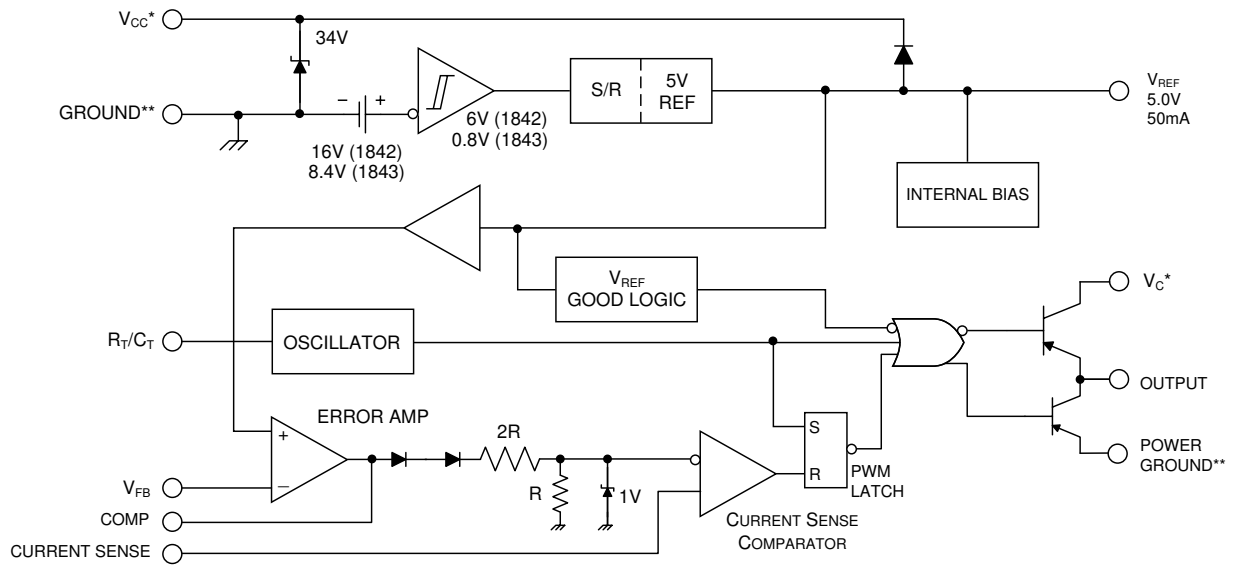 VCC*
34V
GROUND**
− +
16V (1842)
8.4V (1843)
6V (1842)
0.8V (1843)
S/R
5V
REF
VREF
5.0V
50mA
INTERNAL BIAS
VREF
GOOD LOGIC
VC*
RT/CT
OSCILLATOR
OUTPUT
ERROR AMP
+
−
2R
R
1V
S
R
PWM
LATCH
POWER
GROUND**
VFB
COMP
CURRENT SENSE
CURRENT SENSE
COMPARATOR